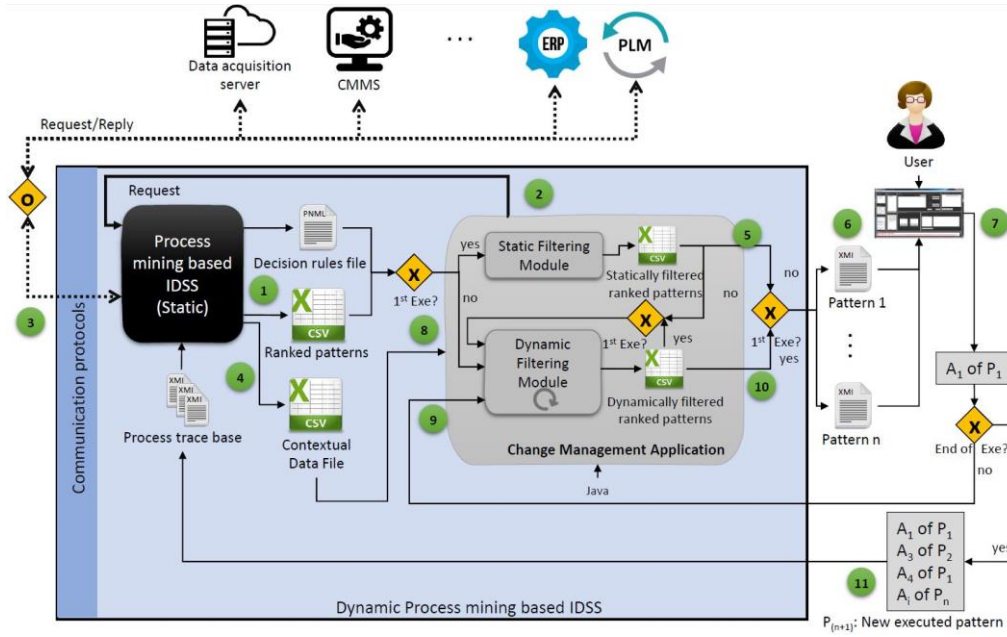 Data acquisition
server
CMMS
...
ERP
PLM
Request/Reply
User
O
Request
2
PNML
Process
mining based
IDSS
(Static)
Decision rules file
X
1st Exe?
1
CSV
Ranked patterns
3
4
8
yes
no
Static Filtering
Module
X
CSV
Statically filtered
ranked patterns
5
no
no
X
1st Exe?
yes
X
1st Exe?
yes
6
XMI
Pattern 1
7
Dynamic
Filtering
Module
X
CSV
Dynamically filtered
ranked patterns
10
9
XMI
Pattern n
A1 of P1
X
End of Exe?
no
XMI
XMI
XMI
Process trace base
X
CSV
Contextual
Data File
Change Management Application
Java
Communication protocols
yes
A1 of P1
A3 of P2
A4 of P1
Ai of Pn
11
P(n+1): New executed pattern
Dynamic Process mining based IDSS